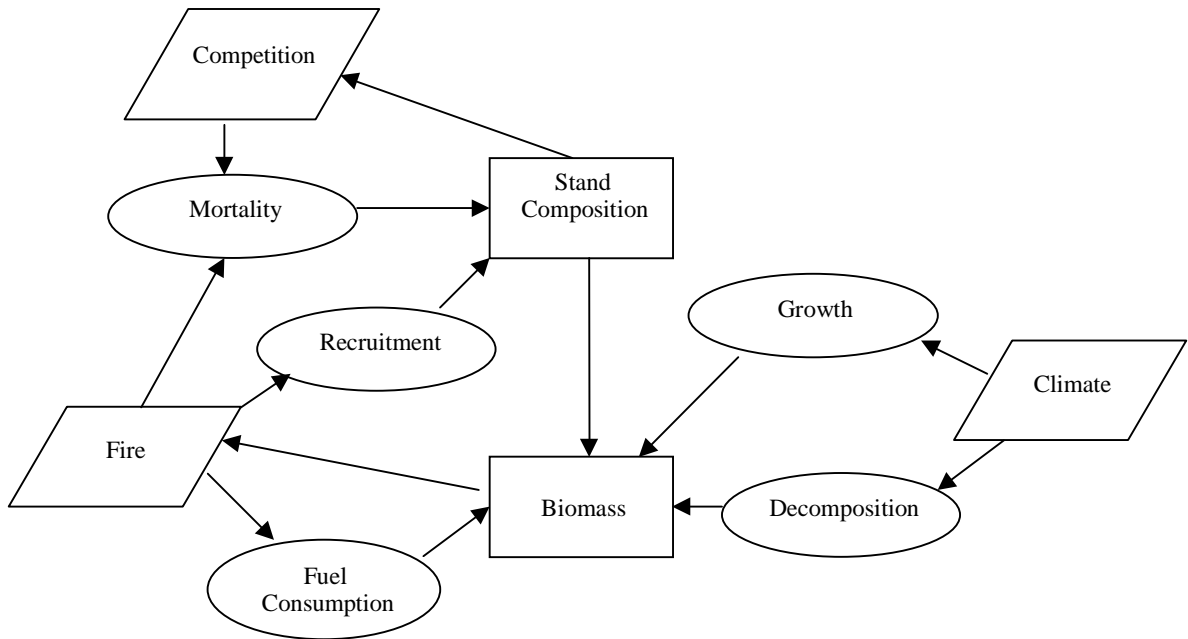 Competition
Mortality
Stand
Composition
Recruitment
Growth
Climate
Fire
Biomass
Decomposition
Fuel
Consumption